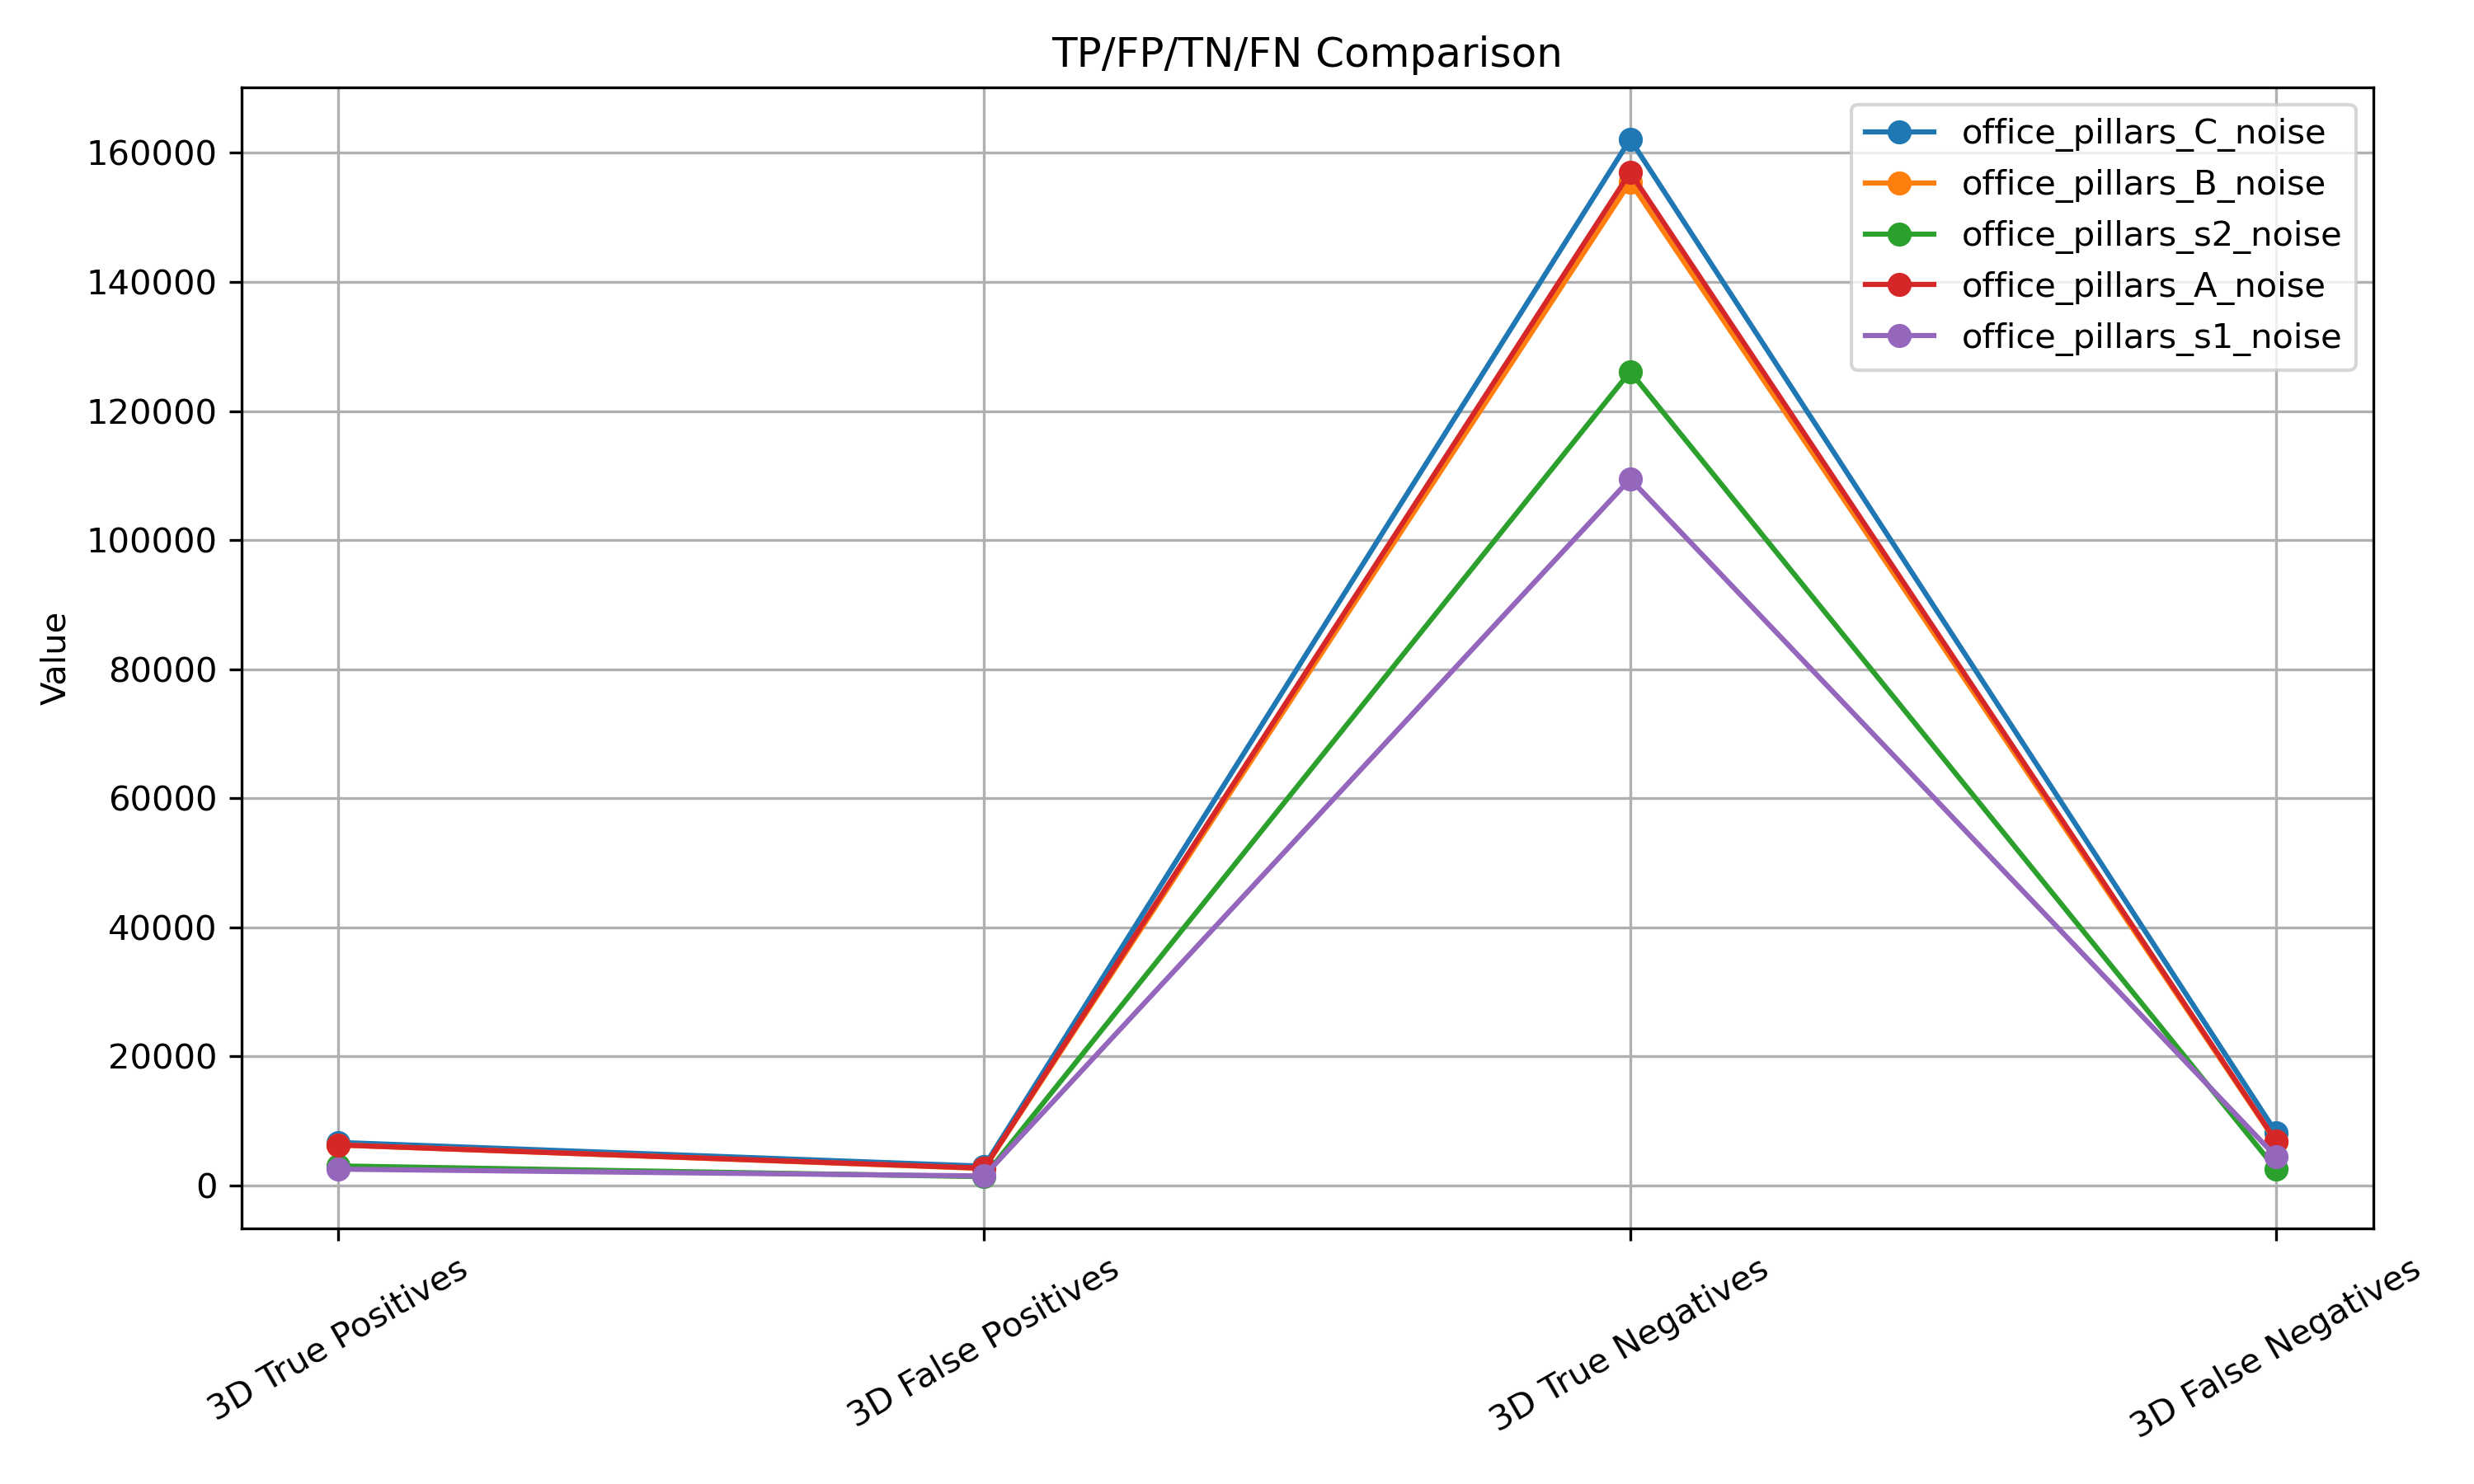 TP/FP/TN/FN Comparison
office_pillars_C_noise
office_pillars_B_noise
office_pillars_s2_noise
office_pillars_A_noise
office_pillars_s1_noise
160000
140000
120000
100000
80000
60000
40000
20000
0
Value
3D True Positives
3D False Positives
3D True Negatives
3D False Negatives